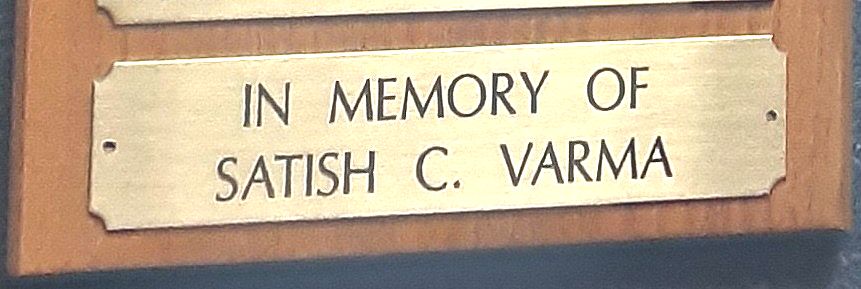 IN MEMORY OF
SATISH C. VARMA